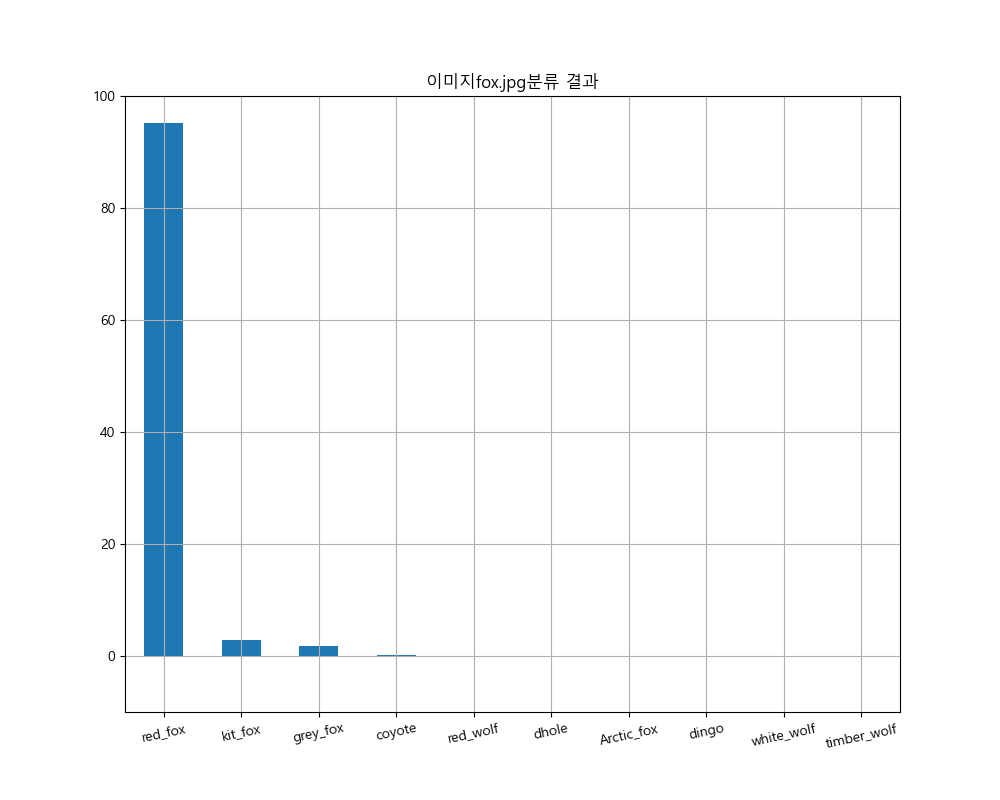 이미지fox.jpg분류 결과
100
80
60
40
20
0
red_fox
kit_fox
grey_fox
coyote
red_wolf
dhole
Arctic_fox
dingo
white_wolf
timber_wolf